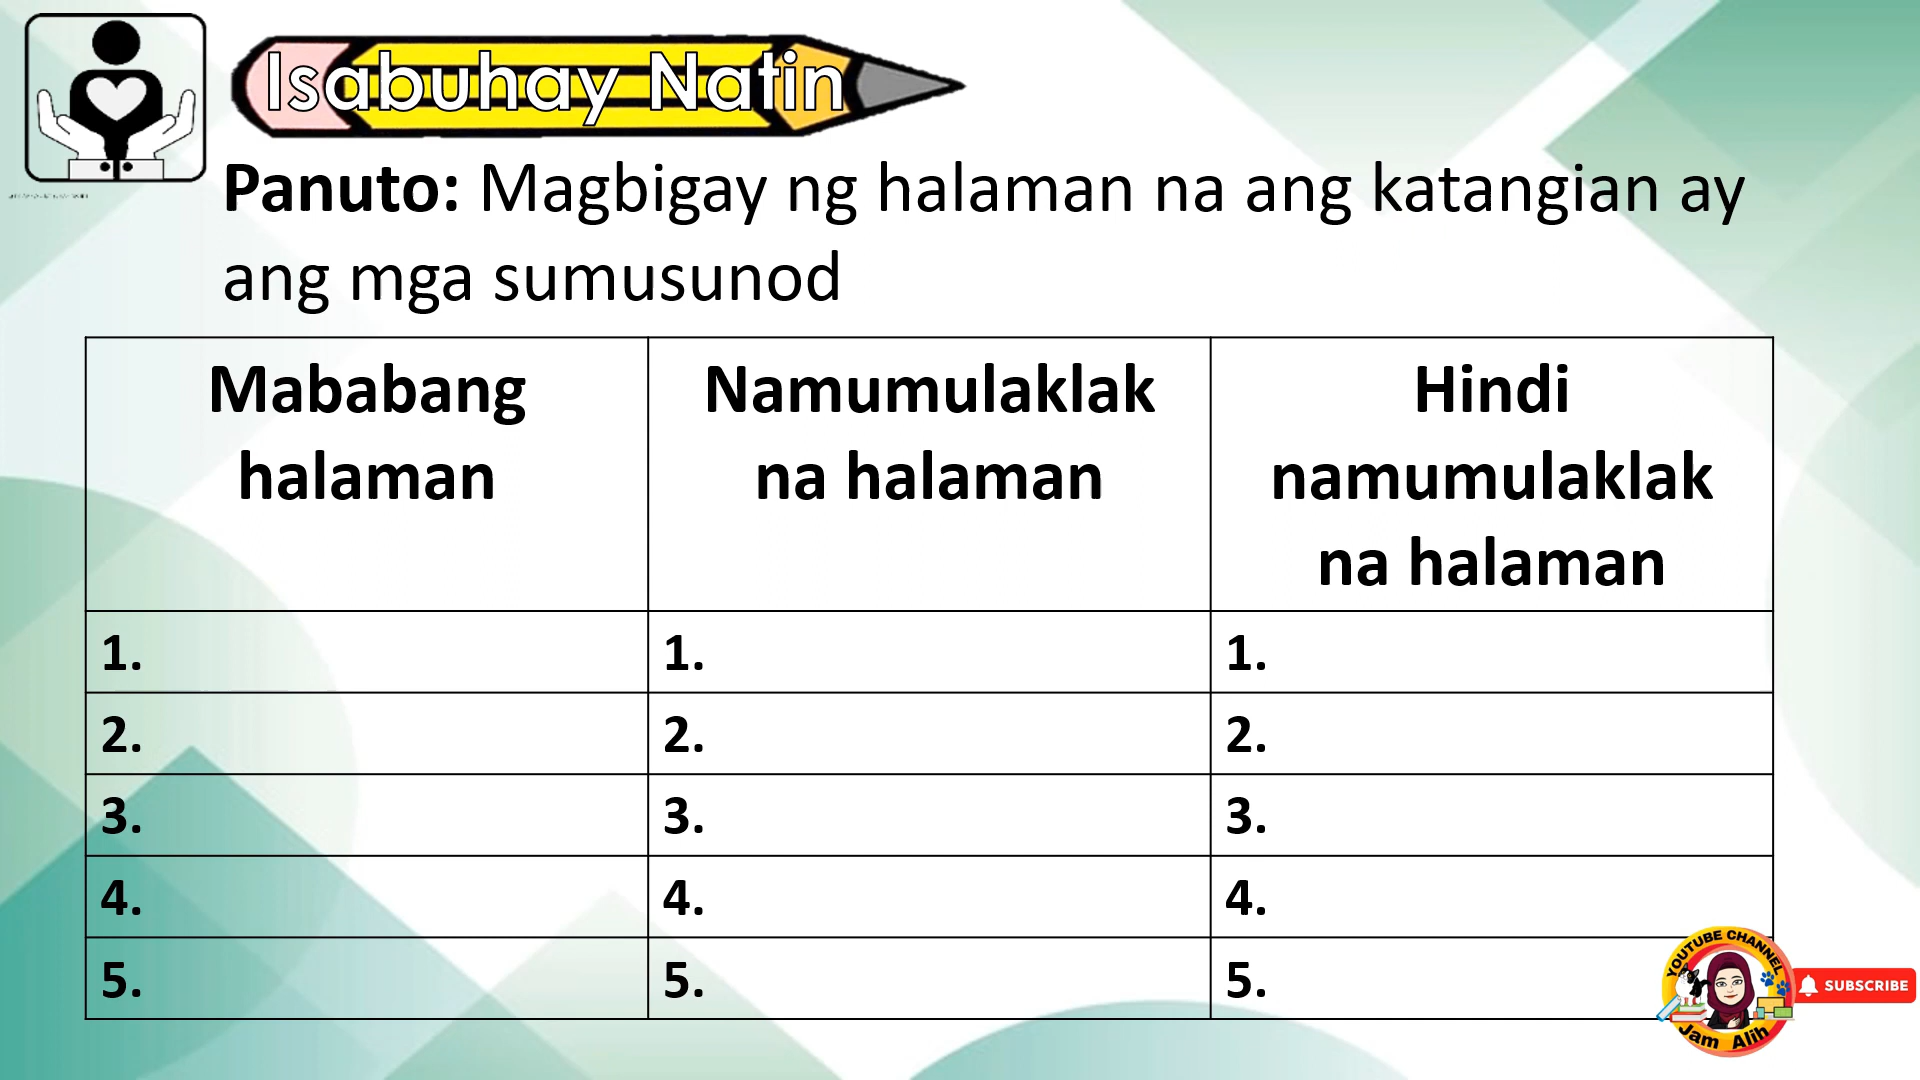 Isabuhay Natin
Panuto: Magbigay ng halaman na ang katangian ay
ang mga sumusunod
Mababang
halaman
Namumulaklak
na halaman
Hindi
namumulaklak
na halaman
1.
1.
1.
2.
2.
2.
3.
3.
3.
4.
4.
4.
5.
5.
5.
YOUTUBE CHANNEL
Jam Alih
SUBSCRIBE